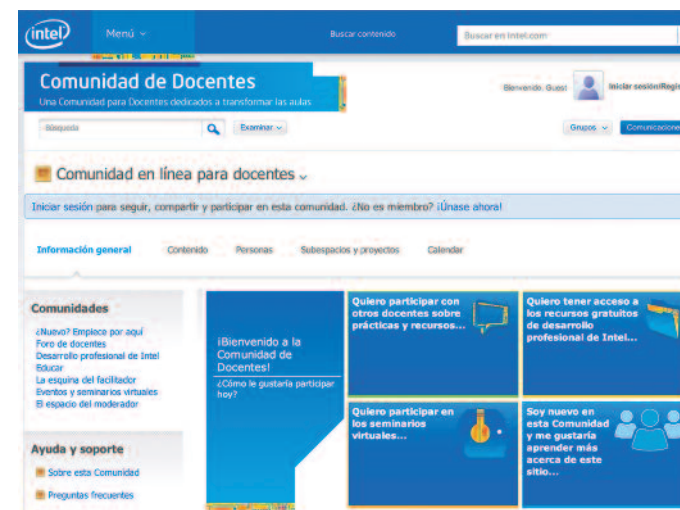 intel
Menú
Buscar contenido
Buscar en Intel.com
Comunidad de Docentes
Una Comunidad para Docentes dedicados a transformar las aulas
Bienvenido, Guest
Iniciar sesión/Regi
Búsqueda
Examinar
Grupos
Comunicacione
Comunidad en línea para docentes
Iniciar sesión para seguir, compartir y participar en esta comunidad. ¿No es miembro? ¡Únase ahora!
Información general
Contenido
Personas
Subespacios y proyectos
Calendar
Comunidades
¿Nuevo? Empiece por aquí
Foro de docentes
Desarrollo profesional de Intel
Educar
La esquina del facilitador
Eventos y seminarios virtuales
El espacio del moderador
Ayuda y soporte
Sobre esta Comunidad
Preguntas frecuentes
¡Bienvenido a la
Comunidad de
Docentes!
¿Cómo le gustaría participar
hoy?
Quiero participar con
otros docentes sobre
prácticas y recursos...
Quiero tener acceso a
los recursos gratuitos
de desarrollo
profesional de Intel...
Quiero participar en
los seminarios
virtuales...
Soy nuevo en
esta Comunidad
y me gustaría
aprender más
acerca de este
sitio...